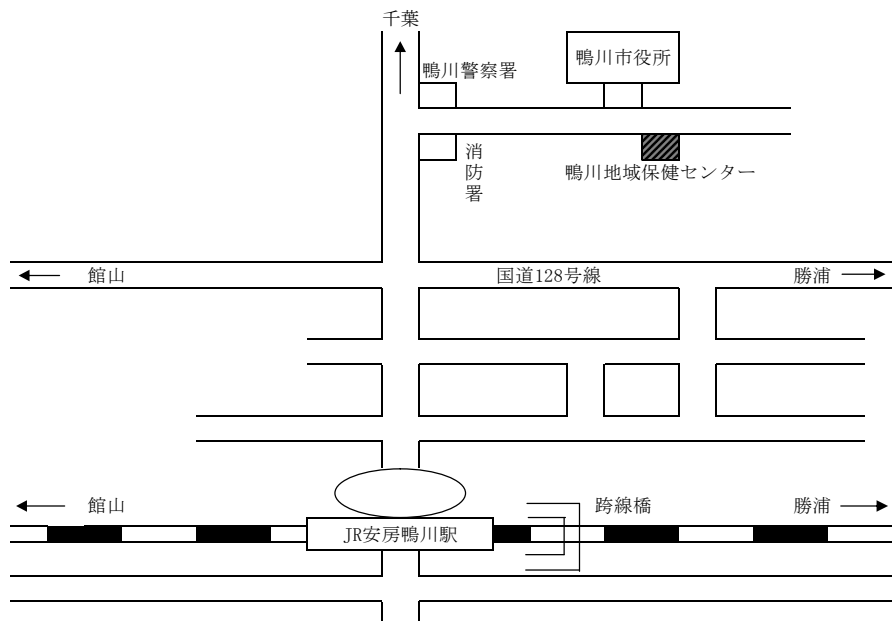 千葉
鴨川警察署
鴨川市役所
消防署
鴨川地域保健センター
館山
国道128号線
勝浦
館山
跨線橋
勝浦
JR安房鴨川駅